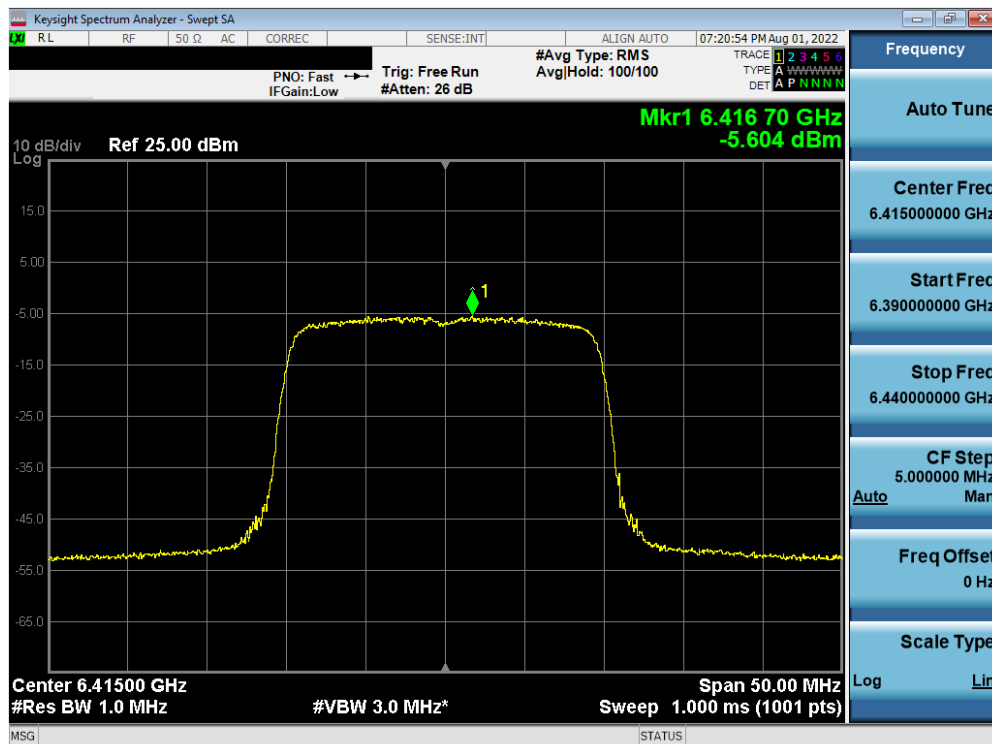 Keysight Spectrum Analyzer - Swept SA
LXI RL RF 50 Ω AC CORREC SENSE:INT ALIGN AUTO 07:20:54 PM Aug 01, 2022
PNO: Fast
IFGain:Low
Trig: Free Run
#Atten: 26 dB
#Avg Type: RMS
Avg|Hold: 100/100
TRACE 1 2 3 4 5 6
TYPE A WWWWW
DET A P N N N N
Mkr1 6.416 70 GHz
-5.604 dBm
10 dB/div
Log
Ref 25.00 dBm
15.0
5.00
-5.00
-15.0
-25.0
-35.0
-45.0
-55.0
-65.0
1
Center 6.41500 GHz
Span 50.00 MHz
#Res BW 1.0 MHz
#VBW 3.0 MHz*
Sweep 1.000 ms (1001 pts)
MSG
STATUS
Frequency
Auto Tune
Center Freq
6.415000000 GHz
Start Freq
6.390000000 GHz
Stop Freq
6.440000000 GHz
CF Step
5.000000 MHz
Auto Man
Freq Offset
0 Hz
Scale Type
Log Lin